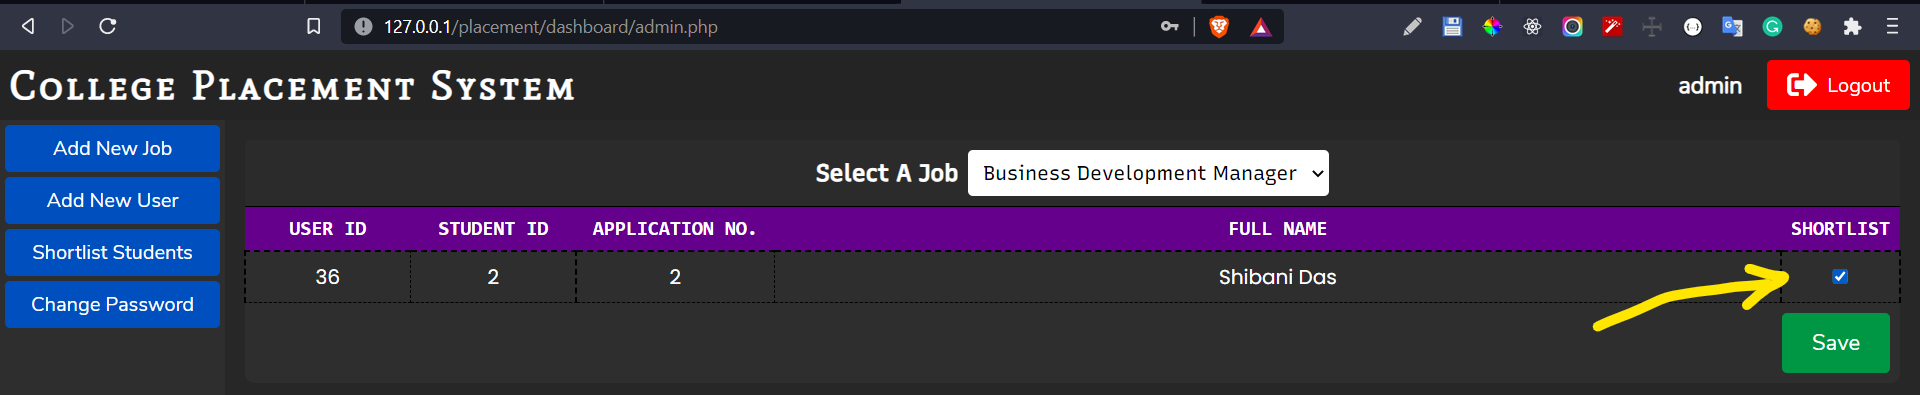 127.0.0.1/placement/dashboard/admin.php
College Placement System
admin
Logout
Add New Job
Add New User
Shortlist Students
Change Password
Select A Job Business Development Manager
USER ID STUDENT ID APPLICATION NO. FULL NAME SHORTLIST
36 2 2 Shibani Das
Save